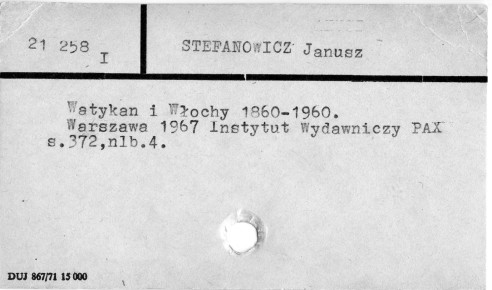 21 258
I
STEFANOWICZ Janusz
Watykan i Włochy 1860-1960.
Warszawa 1967 Instytut Wydawniczy PAX
s.372,nlb.4.
DUJ 867/71 15 000